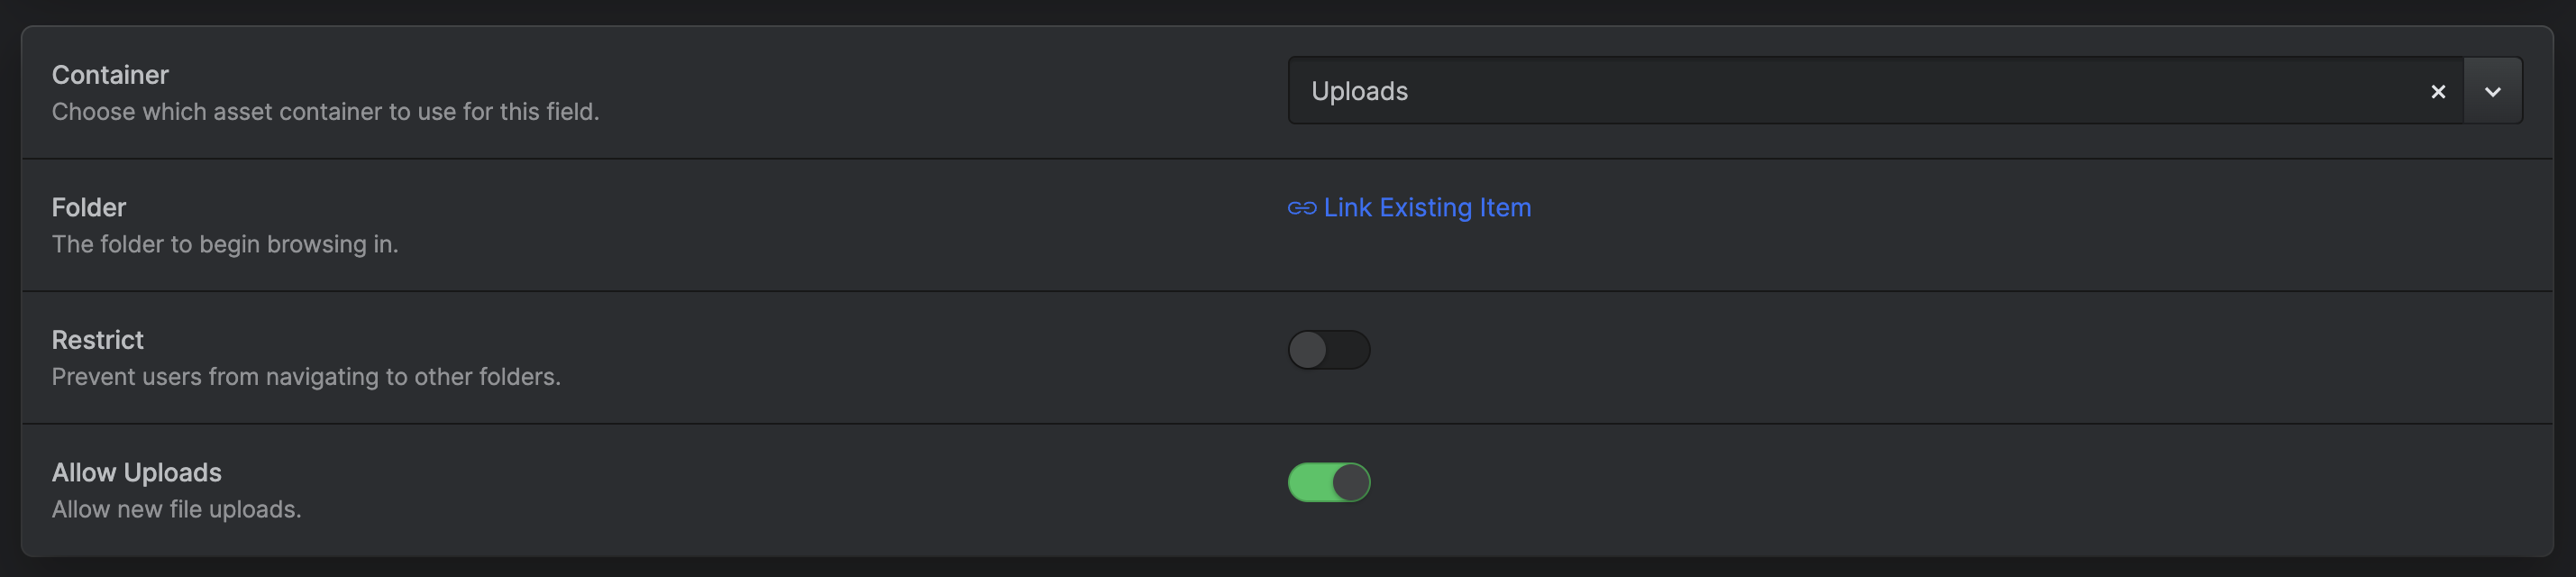 Container
Choose which asset container to use for this field.
Uploads
Folder
The folder to begin browsing in.
Link Existing Item
Restrict
Prevent users from navigating to other folders.
Allow Uploads
Allow new file uploads.